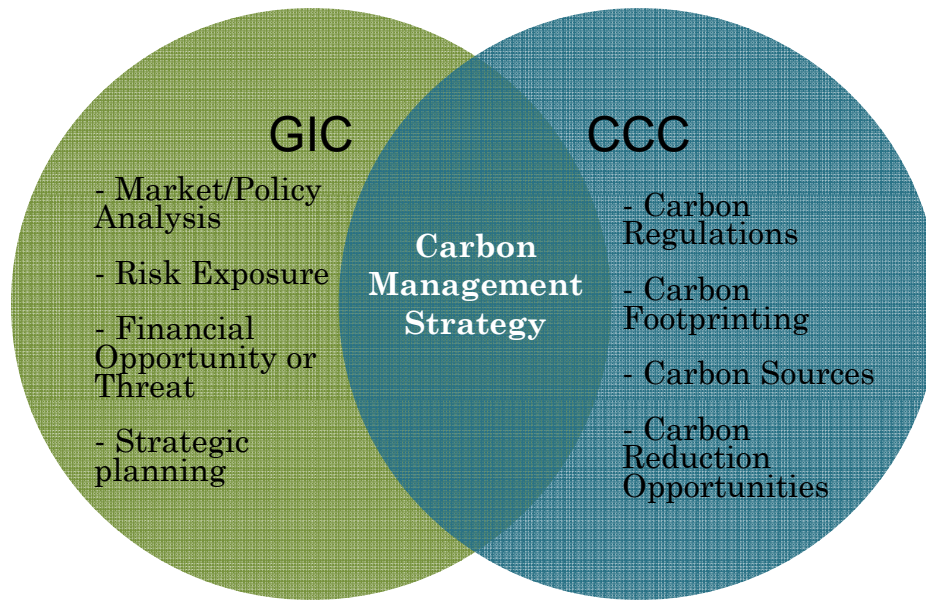 GIC
- Market/Policy
Analysis
- Risk Exposure
- Financial
Opportunity or
Threat
- Strategic
planning
Carbon
Management
Strategy
CCC
- Carbon
Regulations
- Carbon
Footprinting
- Carbon Sources
- Carbon
Reduction
Opportunities